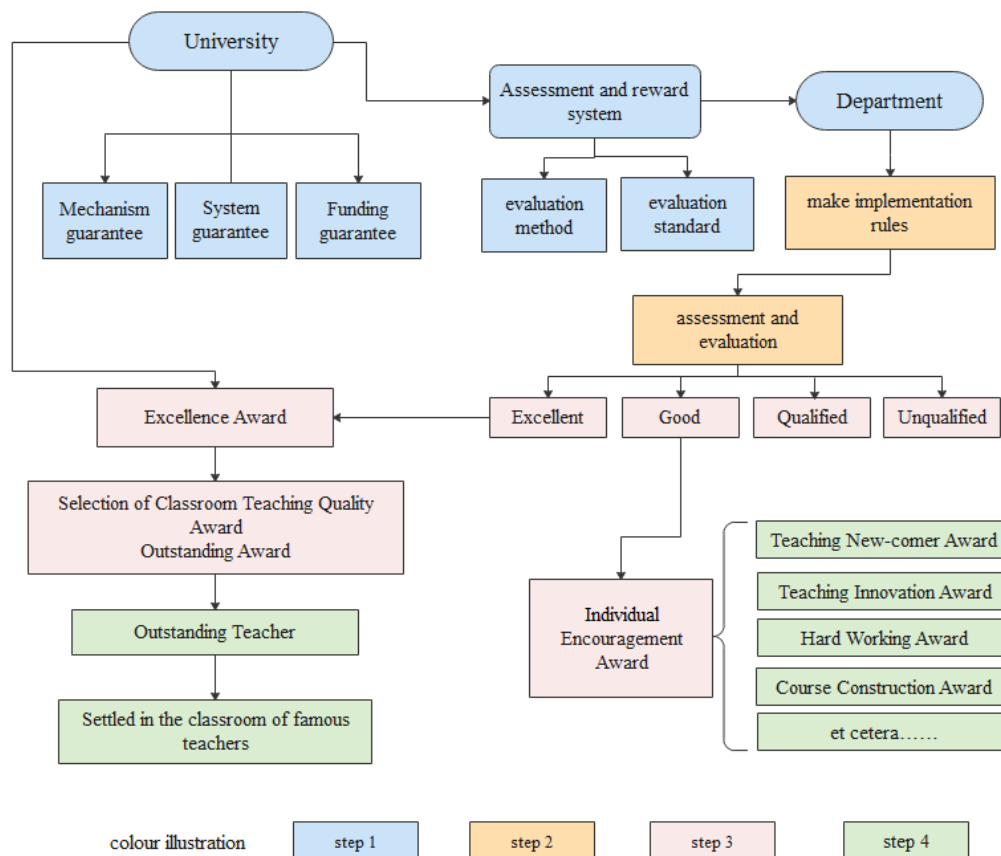 University
Assessment and reward
system
Department
Mechanism
guarantee
System
guarantee
Funding
guarantee
evaluation
method
evaluation
standard
make implementation
rules
assessment and
evaluation
Excellence Award
Excellent
Good
Qualified
Unqualified
Selection of Classroom Teaching Quality
Award
Outstanding Award
Outstanding Teacher
Settled in the classroom of famous
teachers
Individual
Encouragement
Award
Teaching New-comer Award
Teaching Innovation Award
Hard Working Award
Course Construction Award
et cetera……
colour illustration
step 1
step 2
step 3
step 4